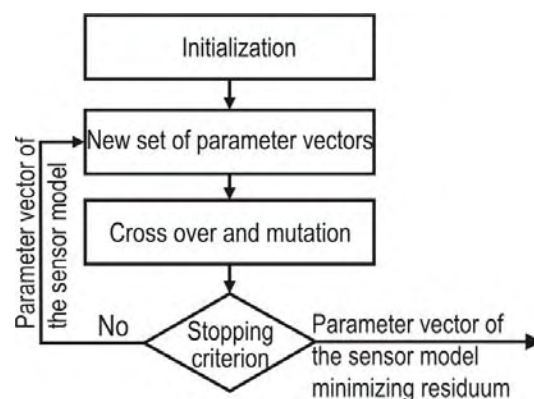 Initialization
New set of parameter vectors
Cross over and mutation
Parameter vector of
the sensor model
No
Stopping
criterion
Parameter vector of
the sensor model
minimizing residuum